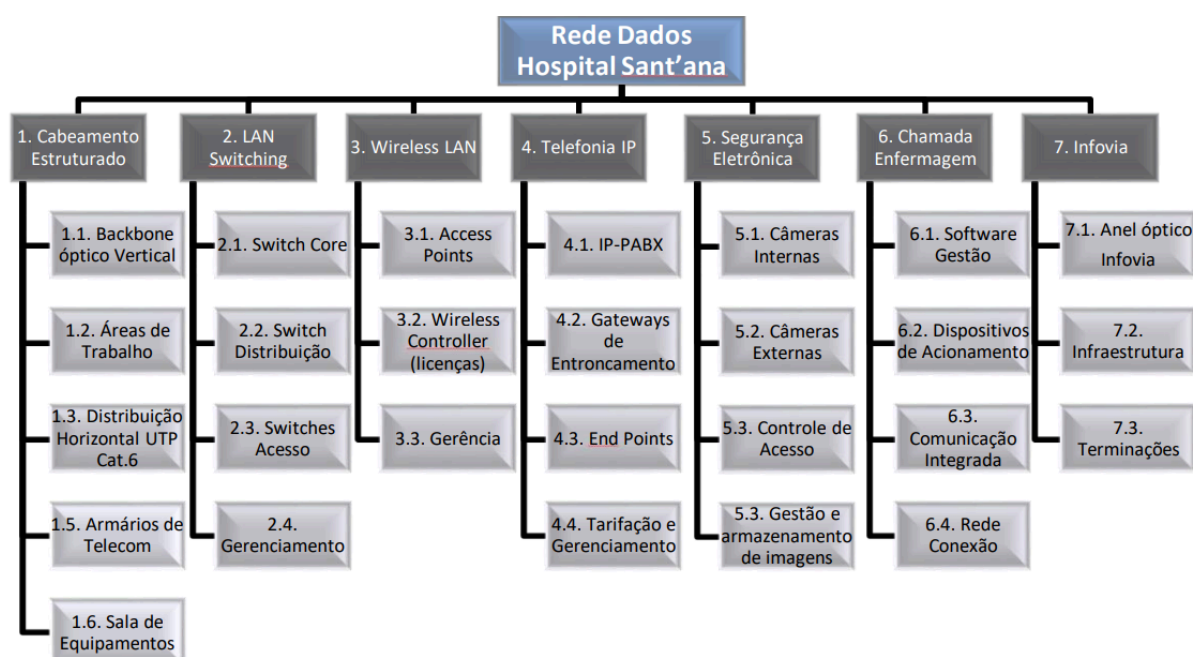 Rede Dados
Hospital Sant’ana
1. Cabeamento
Estruturado
2. LAN
Switching
3. Wireless LAN
4. Telefonia IP
5. Segurança
Eletrônica
6. Chamada
Enfermagem
7. Infovia
1.1. Backbone
óptico Vertical
1.2. Áreas de
Trabalho
1.3. Distribuição
Horizontal UTP
Cat.6
1.5. Armários de
Telecom
1.6. Sala de
Equipamentos
2.1. Switch Core
2.2. Switch
Distribuição
2.3. Switches
Acesso
2.4.
Gerenciamento
3.1. Access
Points
3.2. Wireless
Controller
(licenças)
3.3. Gerência
4.1. IP-PABX
4.2. Gateways
de
Entroncamento
4.3. End Points
4.4. Tarifação e
Gerenciamento
5.1. Câmeras
Internas
5.2. Câmeras
Externas
5.3. Controle de
Acesso
5.3. Gestão e
armazenamento
de imagens
6.1. Software
Gestão
6.2. Dispositivos
de Acionamento
6.3.
Comunicação
Integrada
6.4. Rede
Conexão
7.1. Anel óptico
Infovia
7.2.
Infraestrutura
7.3.
Terminações